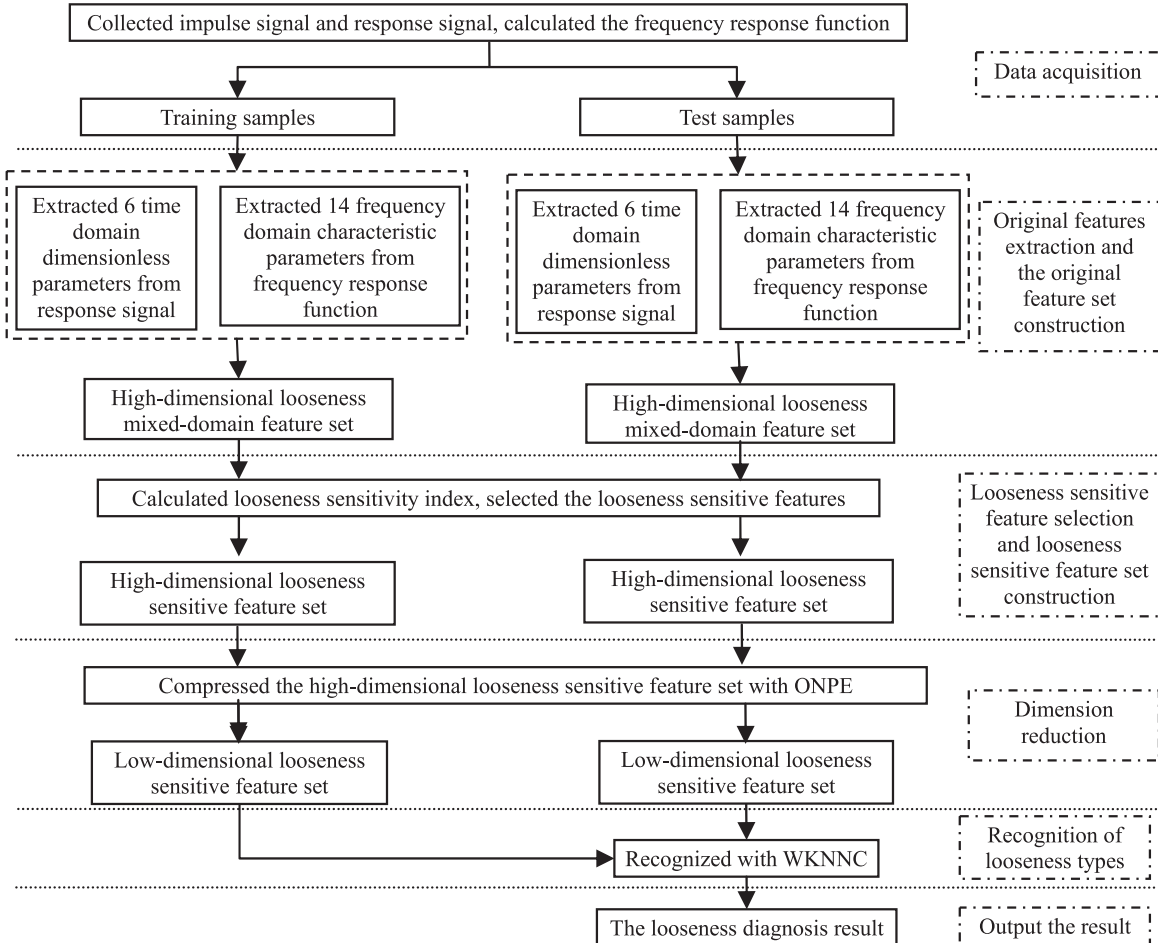 Collected impulse signal and response signal, calculated the frequency response function
Data acquisition
Training samples
Test samples
Extracted 6 time
domain
dimensionless
parameters from
response signal
Extracted 14 frequency
domain characteristic
parameters from
frequency response
function
Extracted 6 time
domain
dimensionless
parameters from
response signal
Extracted 14 frequency
domain characteristic
parameters from
frequency response
function
Original features
extraction and
the original
feature set
construction
High-dimensional looseness
mixed-domain feature set
High-dimensional looseness
mixed-domain feature set
Calculated looseness sensitivity index, selected the looseness sensitive features
Looseness sensitive
feature selection
and looseness
sensitive feature set
construction
High-dimensional looseness
sensitive feature set
High-dimensional looseness
sensitive feature set
Compressed the high-dimensional looseness sensitive feature set with ONPE
Dimension
reduction
Low-dimensional looseness
sensitive feature set
Low-dimensional looseness
sensitive feature set
Recognized with WKNNC
Recognition of
looseness types
The looseness diagnosis result
Output the result